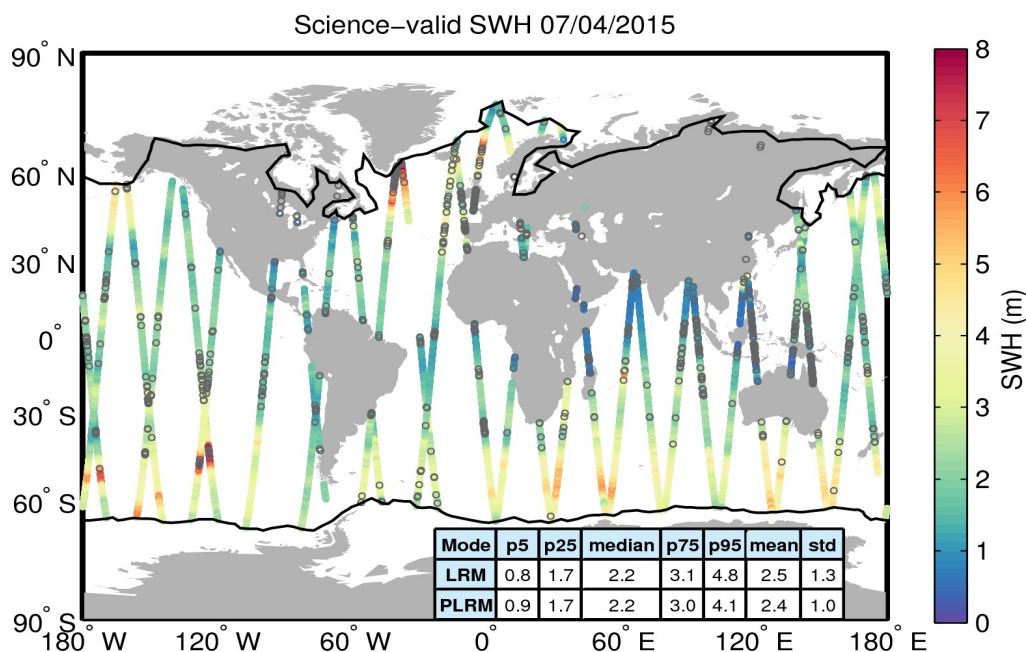 Science−valid SWH 07/04/2015
90° N
60° N
30° N
0°
30° S
60° S
90° S
180° W 120° W 60° W 0° 60° E 120° E 180° E
8
7
6
5
4
3
2
1
0
SWH (m)
Mode p5 p25 median p75 p95 mean std
LRM 0.8 1.7 2.2 3.1 4.8 2.5 1.3
PLRM 0.9 1.7 2.2 3.0 4.1 2.4 1.0